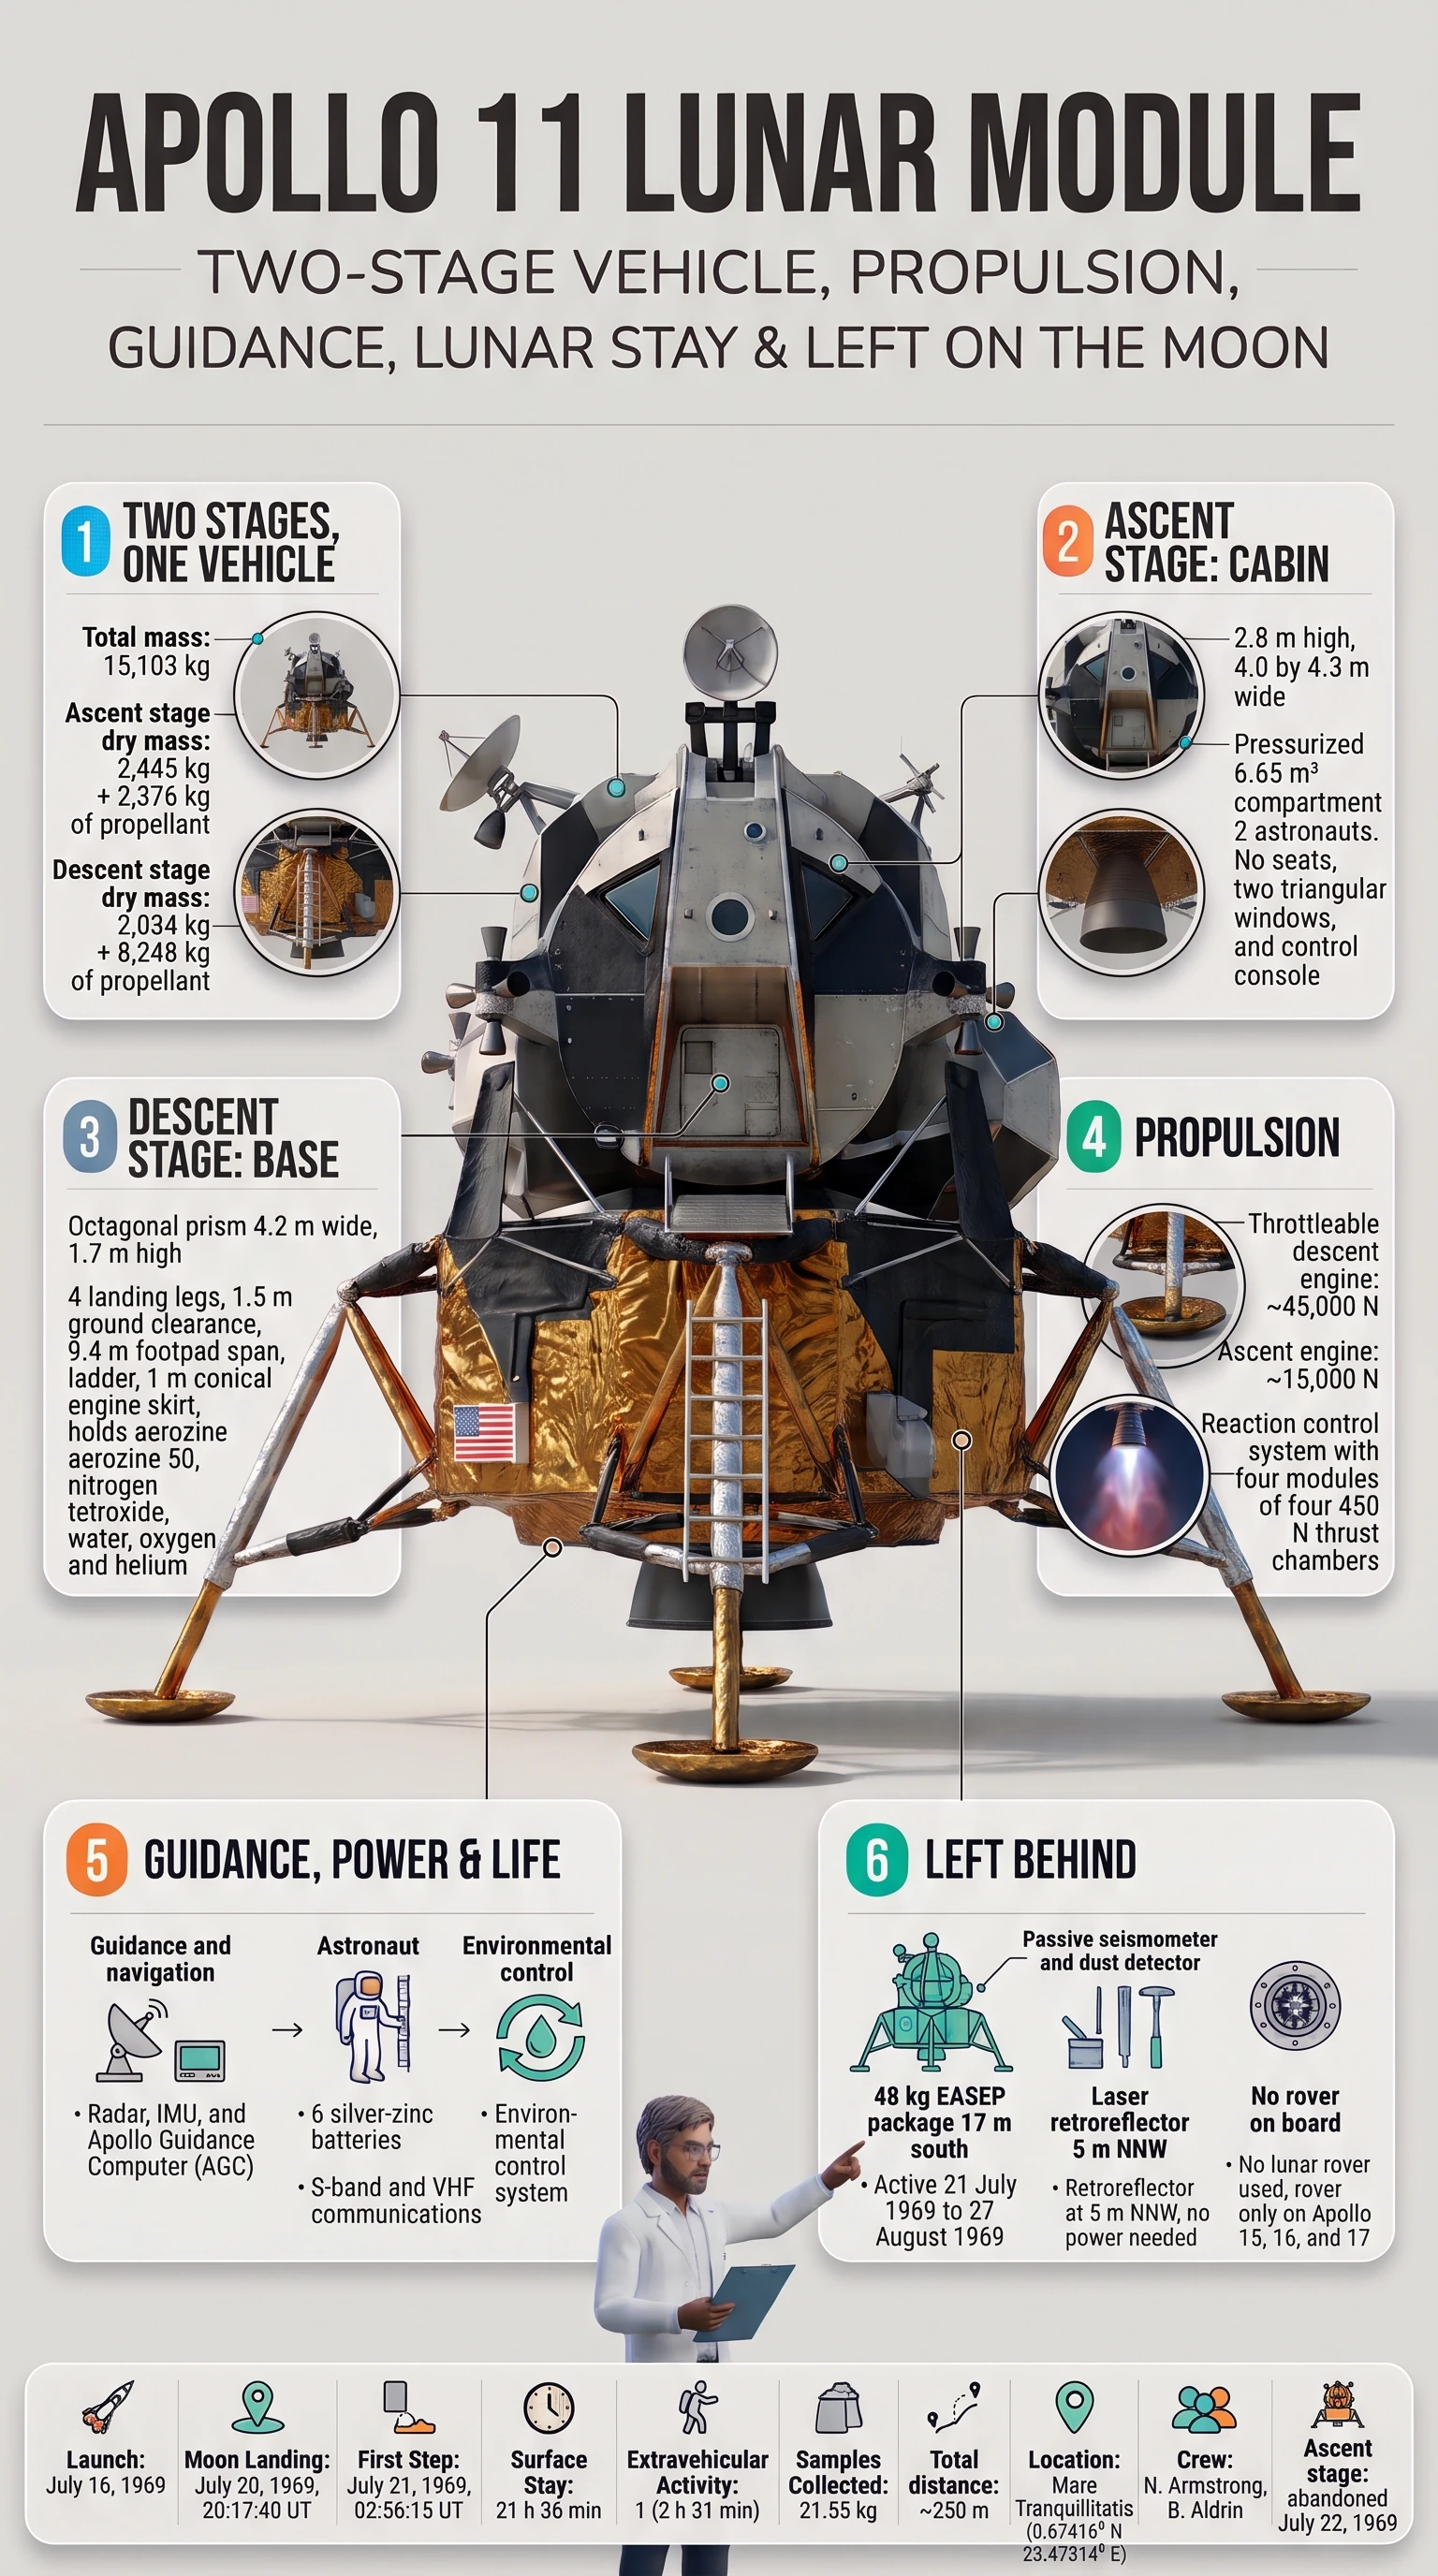 APOLLO 11 LUNAR MODULE
TWO-STAGE VEHICLE, PROPULSION,
GUIDANCE, LUNAR STAY & LEFT ON THE MOON
1
TWO STAGES,
ONE VEHICLE
Total mass:
15,103 kg
Ascent stage
dry mass:
2,445 kg
+ 2,376 kg
of propellant
Descent stage
dry mass:
2,034 kg
+ 8,248 kg
of propellant
2
ASCENT
STAGE: CABIN
2.8 m high,
4.0 by 4.3 m
wide
Pressurized
6.65 m³
compartment
2 astronauts.
No seats,
two triangular
windows,
and control
console
3
DESCENT
STAGE: BASE
Octagonal prism 4.2 m wide,
1.7 m high
4 landing legs, 1.5 m
ground clearance,
9.4 m footpad span,
ladder, 1 m conical
engine skirt,
holds aerozine
aerozine 50,
nitrogen
tetroxide,
water, oxygen
and helium
4
PROPULSION
Throttleable
descent
engine:
~45,000 N
Ascent engine:
~15,000 N
Reaction control
system with
four modules
of four 450
N thrust
chambers
5
GUIDANCE, POWER & LIFE
Guidance and
navigation
• Radar, IMU, and
Apollo Guidance
Computer (AGC)
Astronaut
• 6 silver-zinc
batteries
• S-band and VHF
communications
Environmental
control
• Environ-
mental
control
system
6
LEFT BEHIND
Passive seismometer
and dust detector
48 kg EASEP
package 17 m
south
• Active 21 July
1969 to 27
August 1969
Laser
retroreflector
5 m NNW
• Retroreflector
at 5 m NNW, no
power needed
No rover
on board
• No lunar rover
used, rover
only on Apollo
15, 16, and 17
Launch:
July 16, 1969
Moon Landing:
July 20, 1969,
20:17:40 UT
First Step:
July 21, 1969,
02:56:15 UT
Surface
Stay:
21 h 36 min
Extravehicular
Activity:
1 (2 h 31 min)
Samples
Collected:
21.55 kg
Total
distance:
~250 m
Location:
Mare
Tranquillitatis
(0.67416⁰ N
23.47314⁰ E)
Crew:
N. Armstrong,
B. Aldrin
Ascent
stage:
abandoned
July 22, 1969